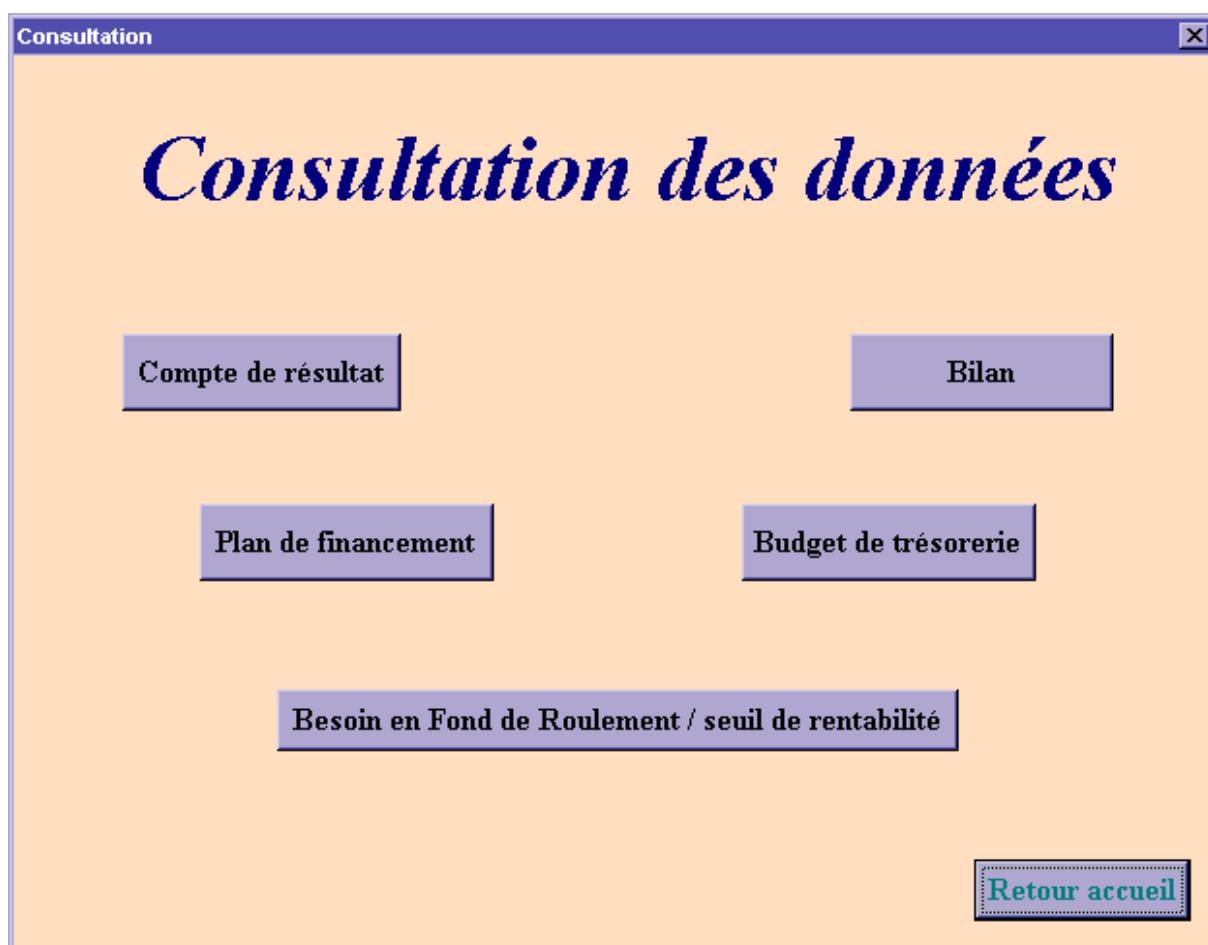 Consultation
Consultation des données
Compte de résultat
Bilan
Plan de financement
Budget de trésorerie
Besoin en Fond de Roulement / seuil de rentabilité
Retour accueil